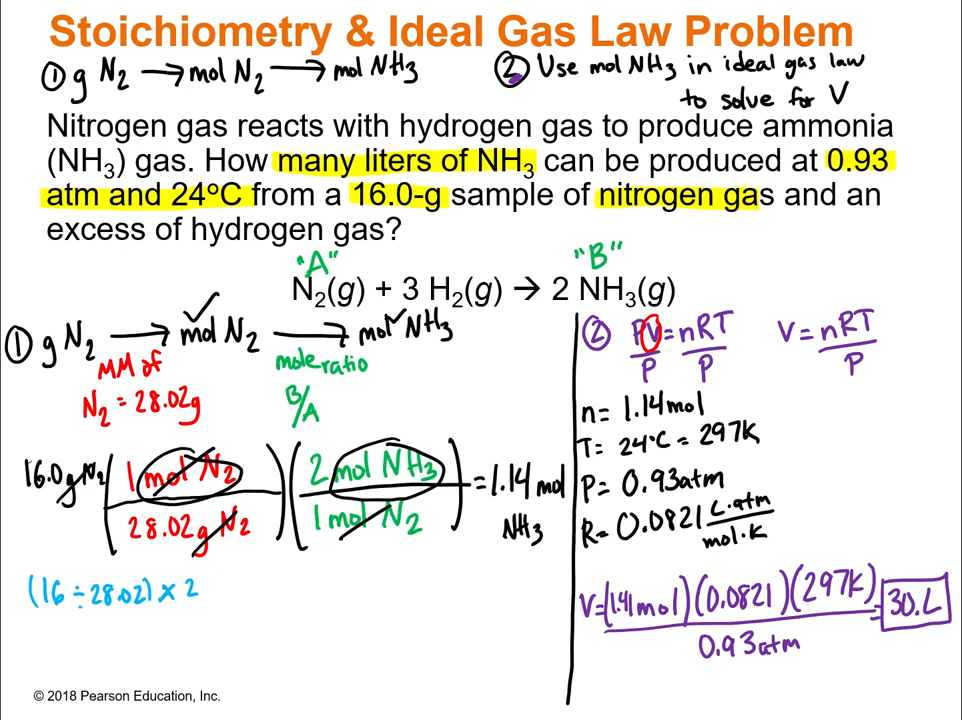 Stoichiometry & Ideal Gas Law Problem
① g N₂ → mol N₂ → mol NH₃
② Use mol NH₃ in ideal gas law
to solve for V
Nitrogen gas reacts with hydrogen gas to produce ammonia
(NH₃) gas. How many liters of NH₃ can be produced at 0.93
atm and 24°C from a 16.0-g sample of nitrogen gas and an
excess of hydrogen gas?
"A" "B"
N₂(g) + 3 H₂(g) → 2 NH₃(g)
① g N₂ → mol N₂ → mol NH₃
MM of
N₂ = 28.02g
mole ratio
B/A
16.0g N₂ (1 mol N₂ / 28.02g N₂) (2 mol NH₃ / 1 mol N₂) = 1.14 mol
NH₃
(16 ÷ 28.02) × 2
② PV/P = nRT/P V = nRT/P
n = 1.14 mol
T = 24°C = 297K
P = 0.93atm
R = 0.0821 L·atm/mol·K
V = (1.41 mol)(0.0821)(297K) / 0.93atm = 30.L
© 2018 Pearson Education, Inc.